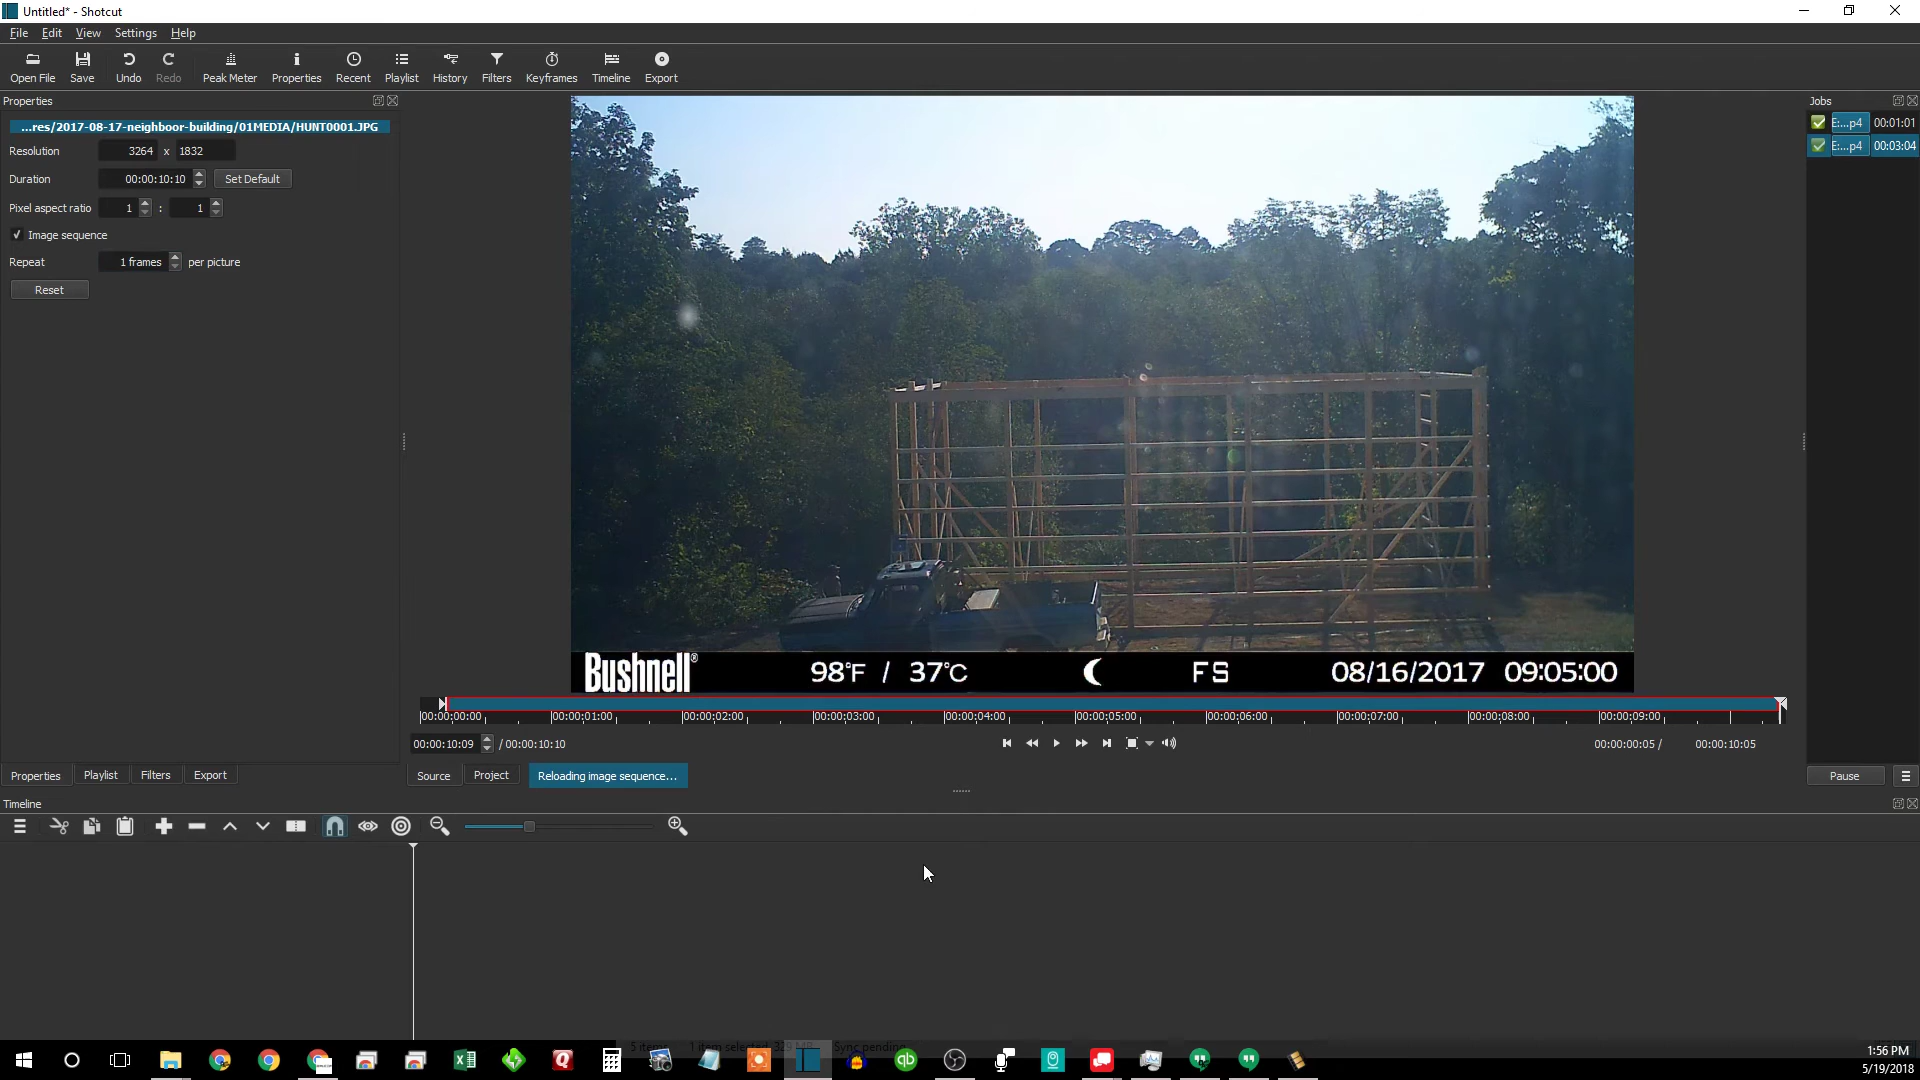 Untitled* - Shotcut
File Edit View Settings Help
Open File Save Undo Redo Peak Meter Properties Recent Playlist History Filters Keyframes Timeline Export
Properties
...res/2017-08-17-neighboor-building/01MEDIA/HUNT0001.JPG
Resolution 3264 x 1832
Duration 00:00:10:10 Set Default
Pixel aspect ratio 1 : 1
Image sequence
Repeat 1 frames per picture
Reset
Jobs
E:...p4 00:01:01
E:...p4 00:03:04
Bushnell® 98°F / 37°C FS 08/16/2017 09:05:00
00:00:00:00 00:00:01:00 00:00:02:00 00:00:03:00 00:00:04:00 00:00:05:00 00:00:06:00 00:00:07:00 00:00:08:00 00:00:09:00
00:00:10:09 / 00:00:10:10 00:00:00:05 / 00:00:10:05
Properties Playlist Filters Export
Source Project Reloading image sequence...
Pause
Timeline
5 items 1 item selected Sync pending
1:56 PM
5/19/2018